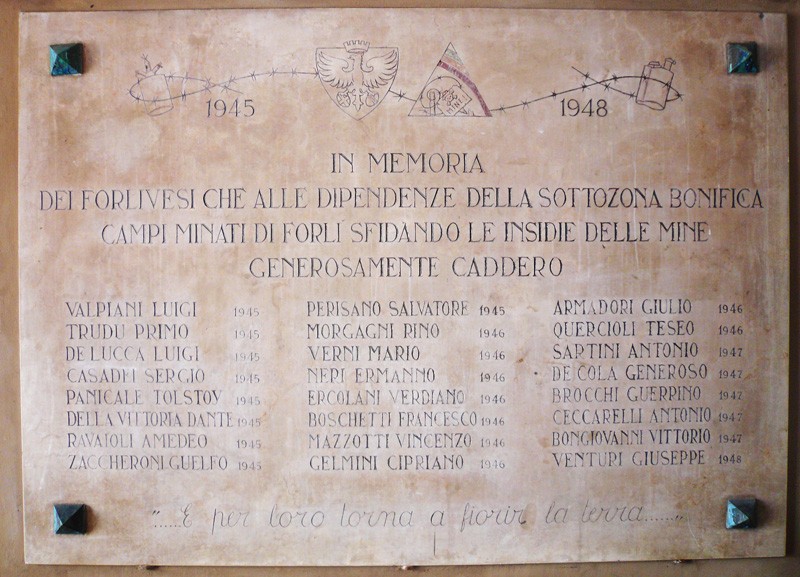 1945
1948
MINE
IN MEMORIA
DEI FORLIVESI CHE ALLE DIPENDENZE DELLA SOTTOZONA BONIFICA
CAMPI MINATI DI FORLÌ SFIDANDO LE INSIDIE DELLE MINE
GENEROSAMENTE CADDERO
VALPIANI LUIGI 1945
TRUDU PRIMO 1945
DE LUCCA LUIGI 1945
CASADEI SERGIO 1945
PANICALE TOLSTOV 1945
DELLA VITTORIA DANTE 1945
RAVAIOLI AMEDEO 1945
ZACCHERONI GUELFO 1945
PERISANO SALVATORE 1945
MORGAGNI PINO 1946
VERNI MARIO 1946
NERI ERMANNO 1946
ERCOLANI VERDIANO 1946
BOSCHETTI FRANCESCO 1946
MAZZOTTI VINCENZO 1946
GELMINI CIPRIANO 1946
ARMADORI GIULIO 1946
QUERCIOLI TESEO 1946
SARTINI ANTONIO 1947
DE COLA GENEROSO 1947
BROCCHI GUERRINO 1947
CECCARELLI ANTONIO 1947
BONGIOVANNI VITTORIO 1947
VENTURI GIUSEPPE 1948
"......E per loro torna a fiorir la terra......."